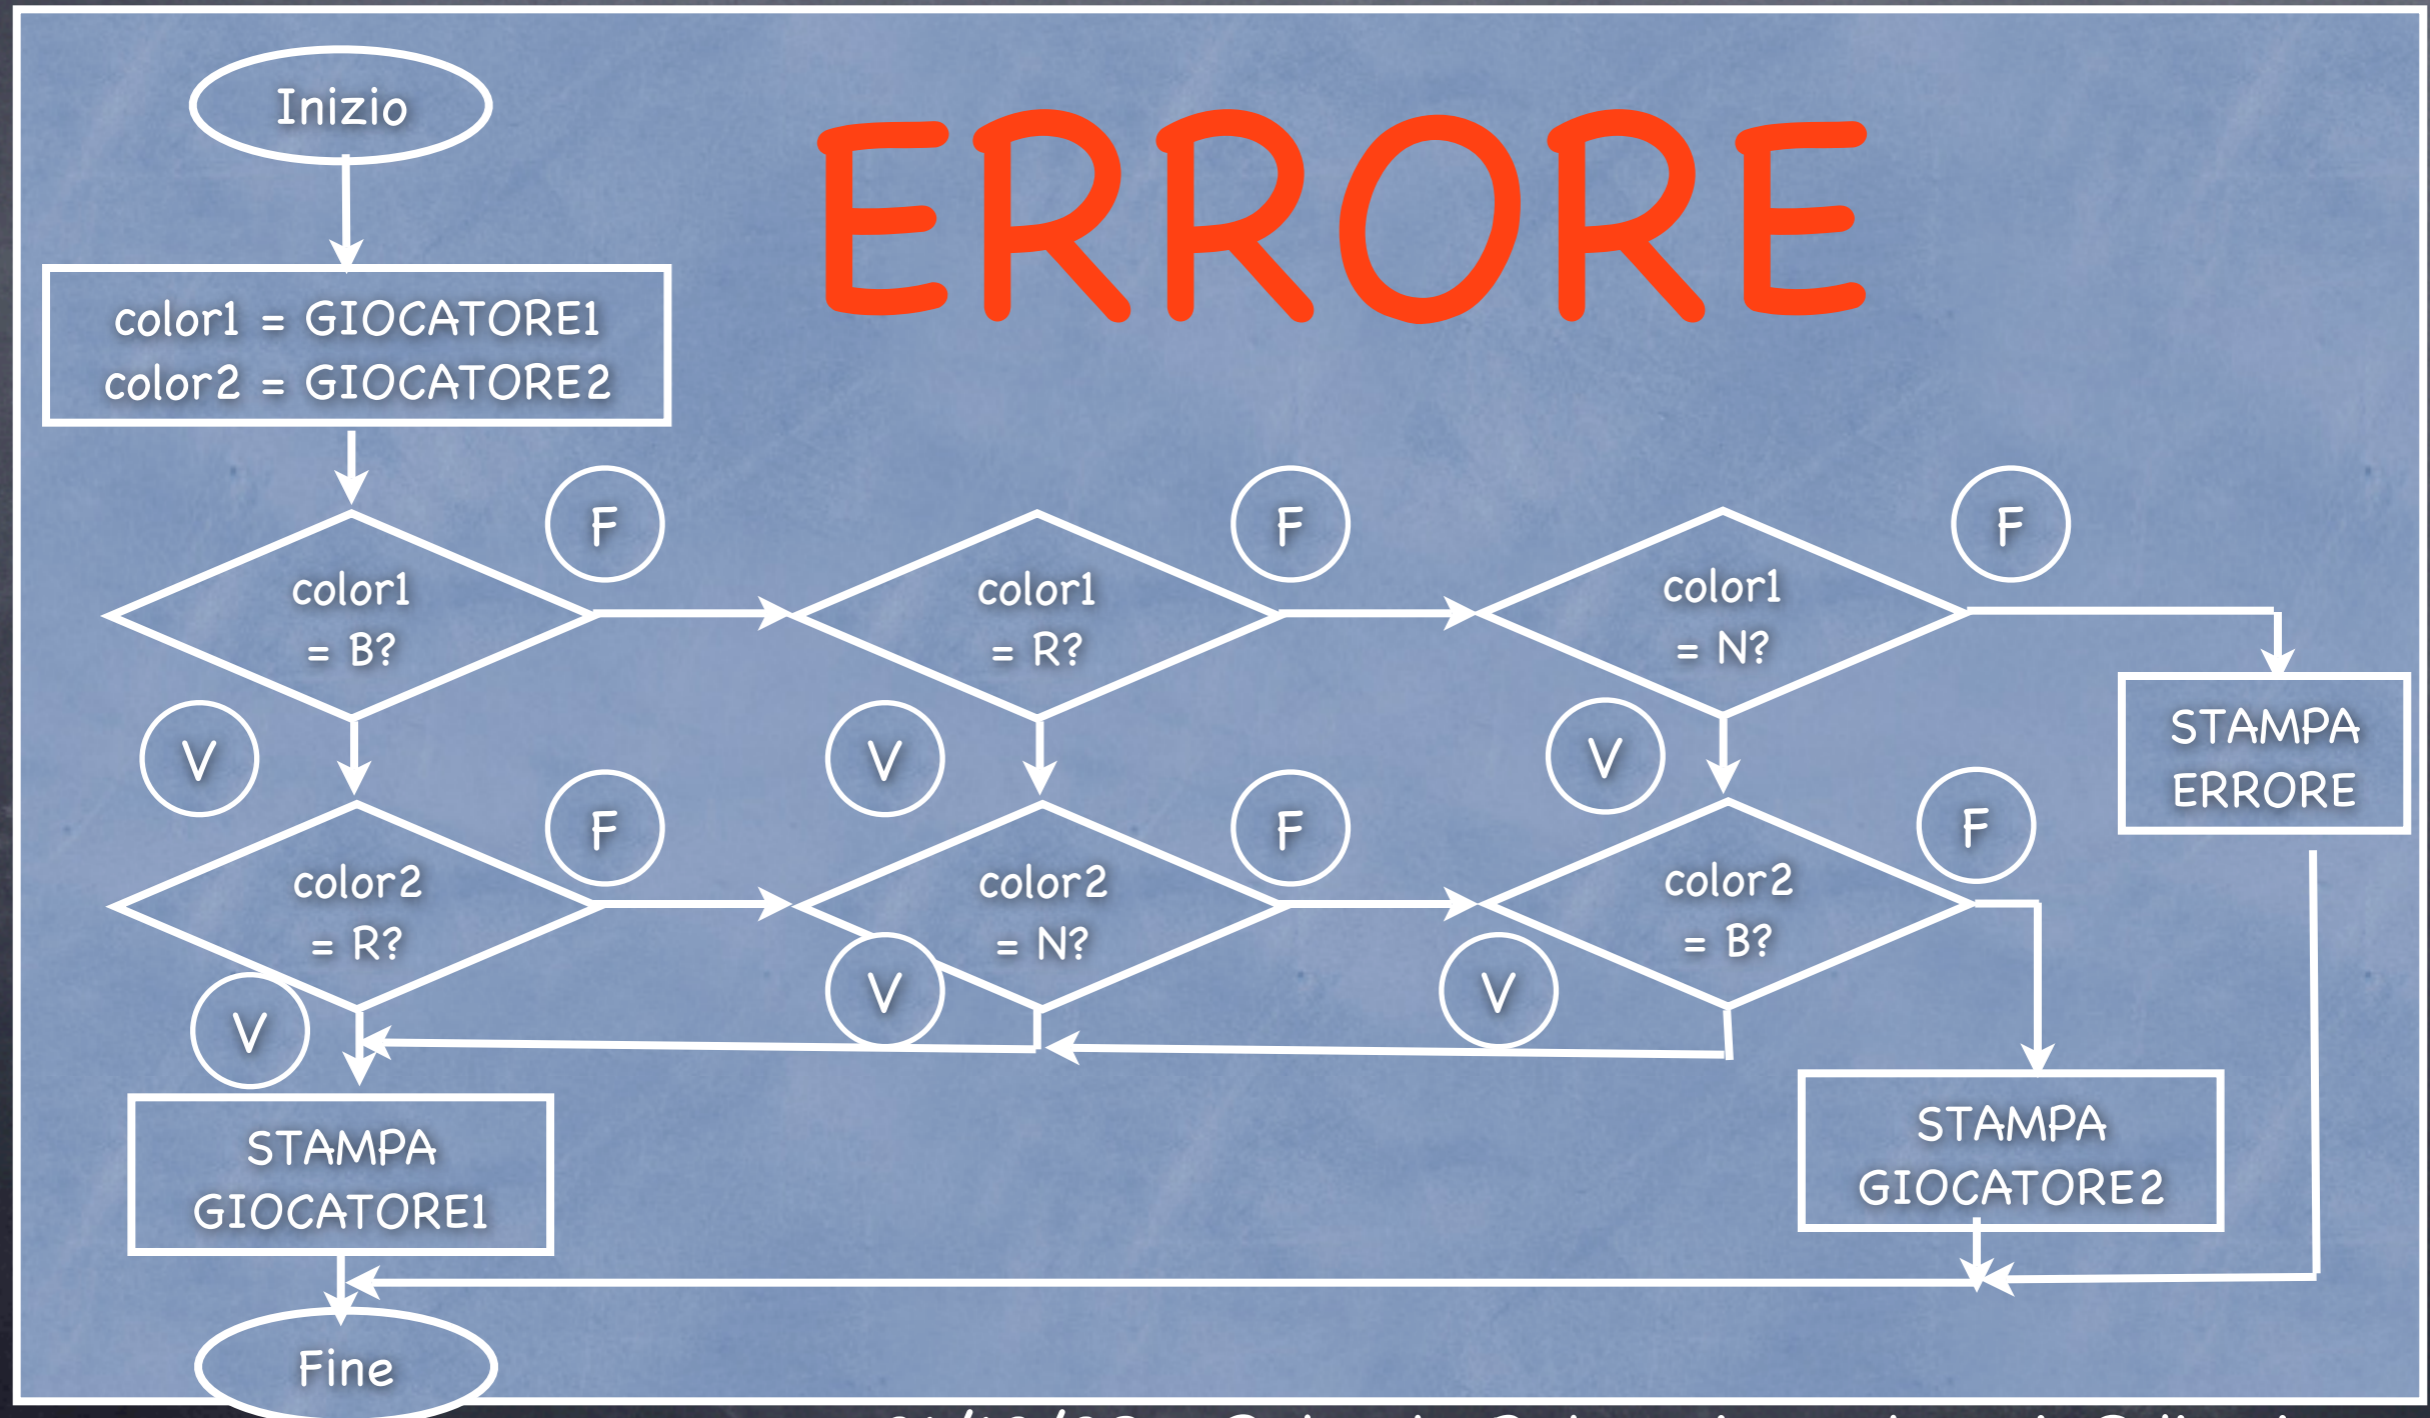 Inizio
ERRORE
color1 = GIOCATORE1
color2 = GIOCATORE2
F
F
F
color1
= B?
color1
= R?
color1
= N?
V
V
V
STAMPA
ERRORE
F
F
F
color2
= R?
color2
= N?
color2
= B?
V
V
V
STAMPA
GIOCATORE1
STAMPA
GIOCATORE2
Fine